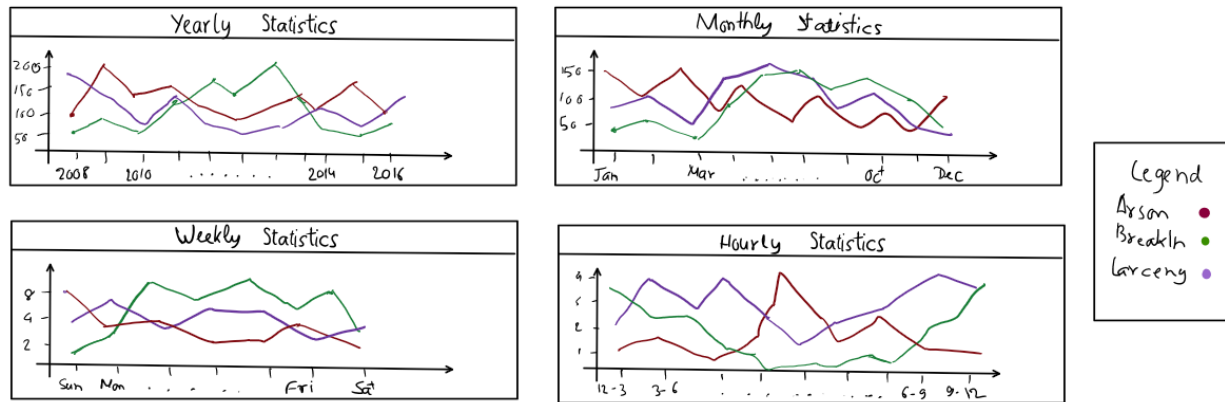 Yearly Statistics
200
150
100
50
2008 2010 . . . . . . . . 2014 2016
Monthly Statistics
150
100
50
Jan Mar . . . . . . . . Oct Dec
Weekly Statistics
8
4
2
Sun Mon . . . . . . . Fri Sat
Hourly Statistics
4
2
1
12-3 3-6 . . . . . . . . . . . . 6-9 9-12
Legend
Arson
BreakIn
Larceny